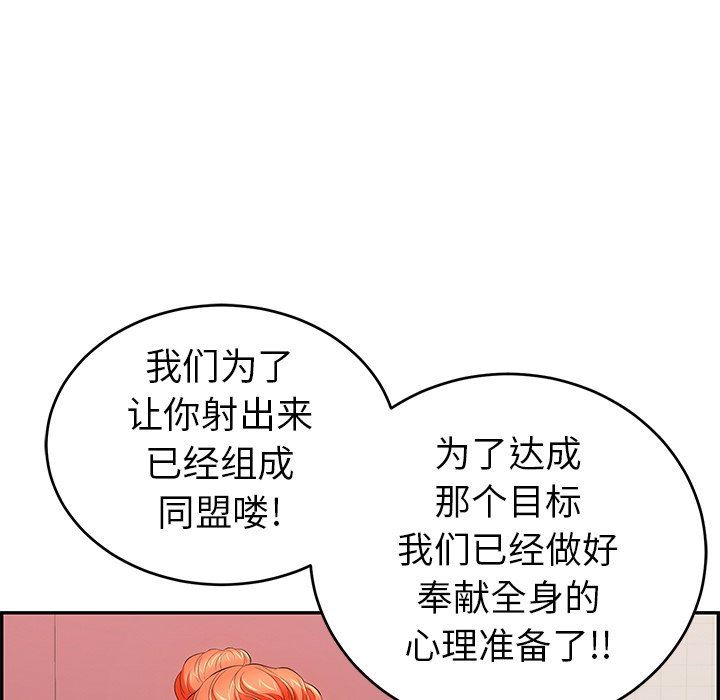 我们为了
让你射出来
已经组成
同盟喽!
为了达成
那个目标
我们已经做好
奉献全身的
心理准备了!!